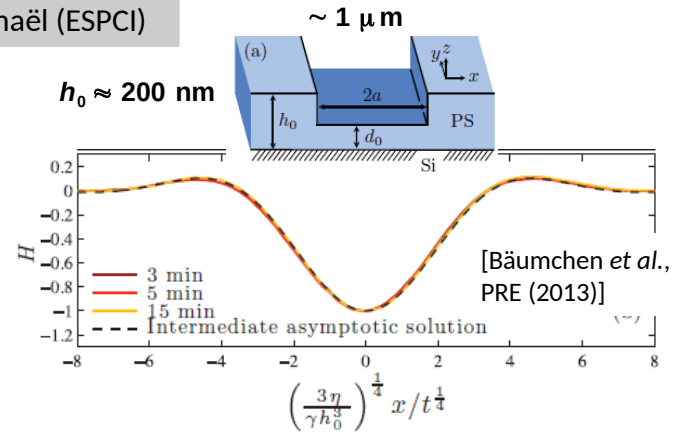 naël (ESPCI)
~ 1 μm
(a)
y z
x
h₀ ≈ 200 nm
2a
h₀
PS
d₀
Si
0.2
0
−0.2
−0.4
−0.6
−0.8
−1
−1.2
H
[Bäumchen et al.,
PRE (2013)]
3 min
5 min
15 min
Intermediate asymptotic solution
−8 −6 −4 −2 0 2 4 6 8
(3η/γh₀³)^¼ x/t^¼